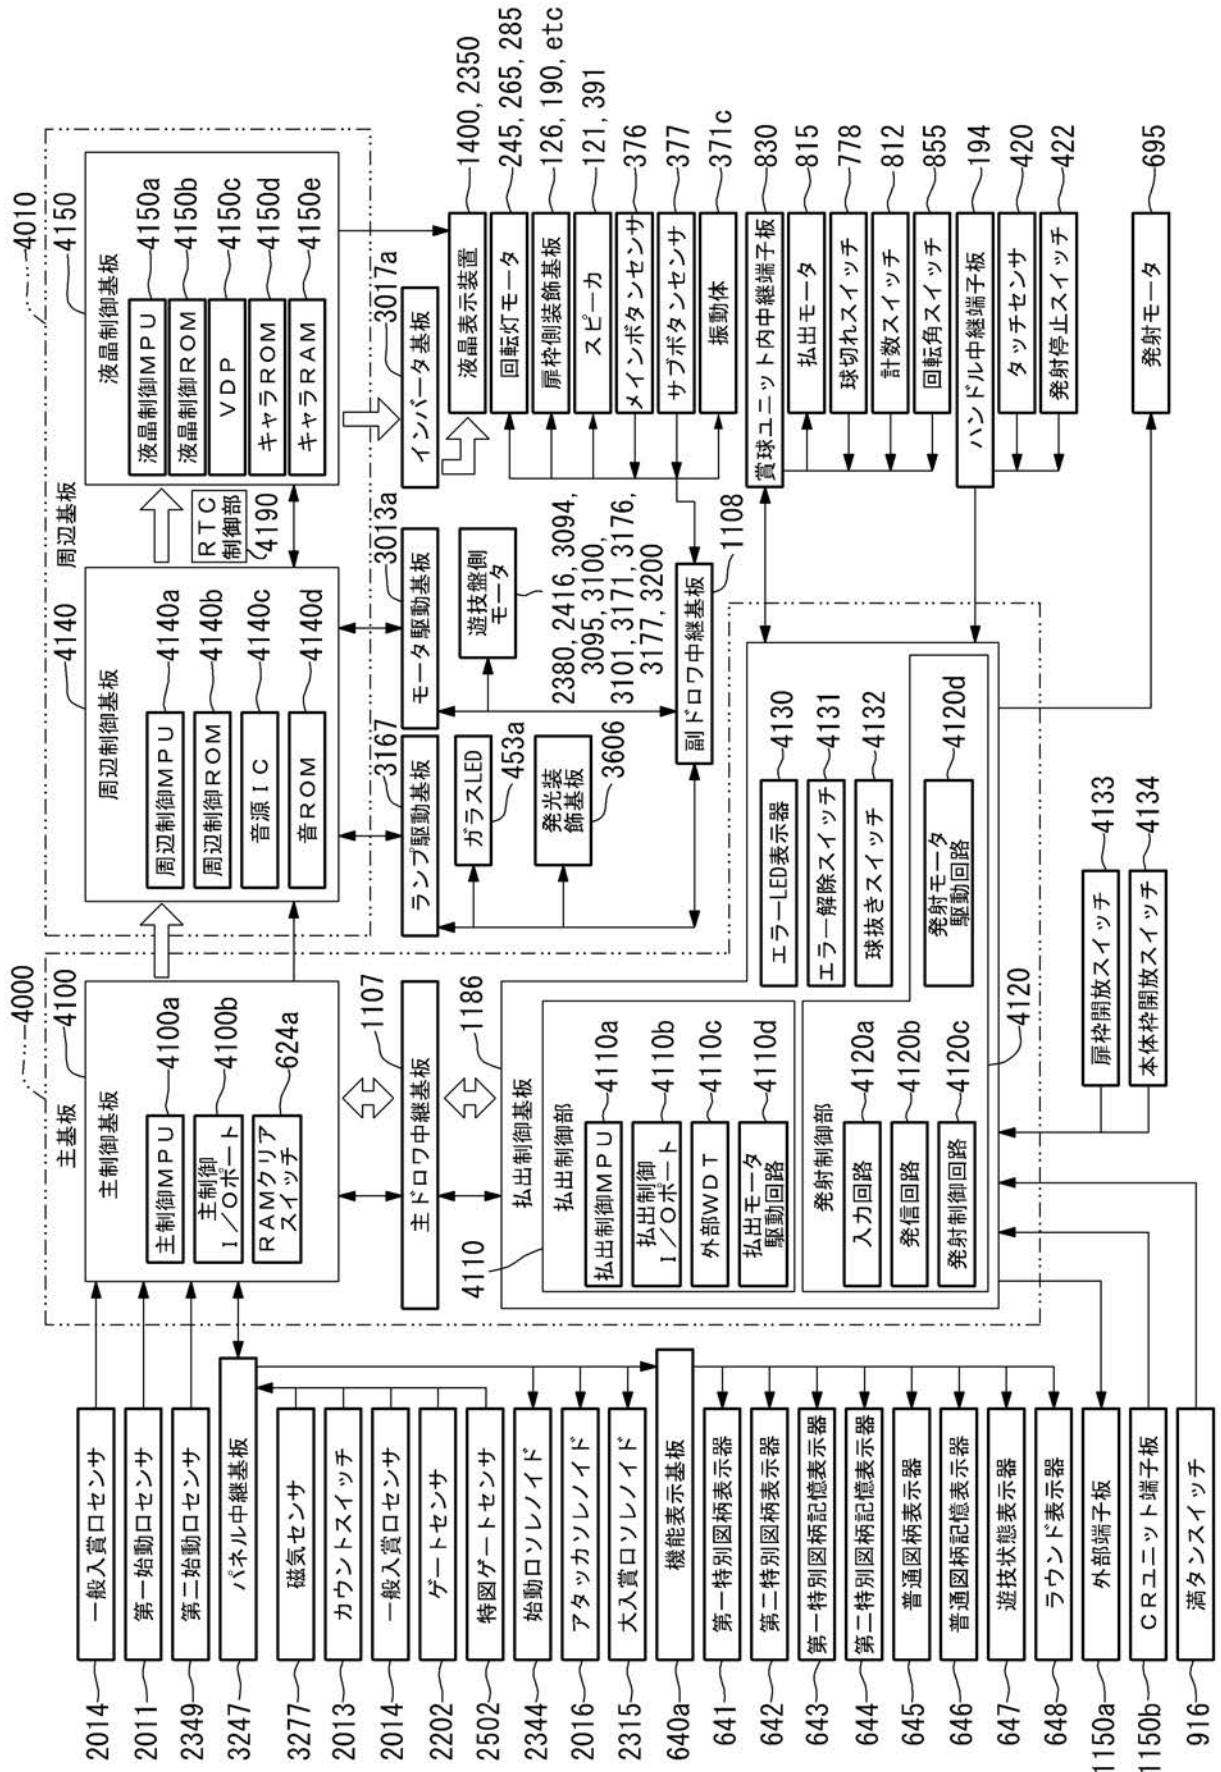 2014 一般入賞口センサ
2011 第一始動口センサ
2349 第二始動口センサ
3247 パネル中継基板
3277 磁気センサ
2013 カウントスイッチ
2014 一般入賞口センサ
2202 ゲートセンサ
2502 特図ゲートセンサ
2344 始動口ソレノイド
2016 アタッカソレノイド
2315 大入賞口ソレノイド
640a 機能表示基板
641 第一特別図柄表示器
642 第二特別図柄表示器
643 第一特別図柄記憶表示器
644 第二特別図柄記憶表示器
645 普通図柄表示器
646 普通図柄記憶表示器
647 遊技状態表示器
648 ラウンド表示器
1150a 外部端子板
1150b CRユニット端子板
916 満タンスイッチ
4000
主基板
4100
主制御基板
主制御MPU 4100a
主制御
I/Oポート
4100b
RAMクリア
スイッチ
624a
主ドロワ中継基板 1107
払出制御基板 1186
払出制御部
4110
払出制御MPU 4110a
払出制御
I/Oポート
4110b
外部WDT 4110c
払出モータ
駆動回路
4110d
発射制御部
入力回路 4120a
発信回路 4120b
発射制御回路 4120c
発射モータ
駆動回路
4120d
4120
エラーLED表示器 4130
エラー解除スイッチ 4131
球抜きスイッチ 4132
扉枠開放スイッチ 4133
本体枠開放スイッチ 4134
4010
周辺基板
4140
周辺制御基板
周辺制御MPU 4140a
周辺制御ROM 4140b
音源IC 4140c
音ROM 4140d
RTC
制御部
4190
4150
液晶制御基板
液晶制御MPU 4150a
液晶制御ROM 4150b
VDP 4150c
キャラROM 4150d
キャラRAM 4150e
ランプ駆動基板 3167
モータ駆動基板 3013a
インバータ基板 3017a
ガラスLED
453a
発光装
飾基板
3606
遊技盤側
モータ
2380, 2416, 3094,
3095, 3100,
3101, 3171, 3176,
3177, 3200
副ドロワ中継基板 1108
液晶表示装置 1400, 2350
回転灯モータ 245, 265, 285
扉枠側装飾基板 126, 190, etc
スピーカ 121, 391
メインボタンセンサ 376
サブボタンセンサ 377
振動体 371c
賞球ユニット内中継端子板 830
払出モータ 815
球切れスイッチ 778
計数スイッチ 812
回転角スイッチ 855
ハンドル中継端子板 194
タッチセンサ 420
発射停止スイッチ 422
発射モータ 695